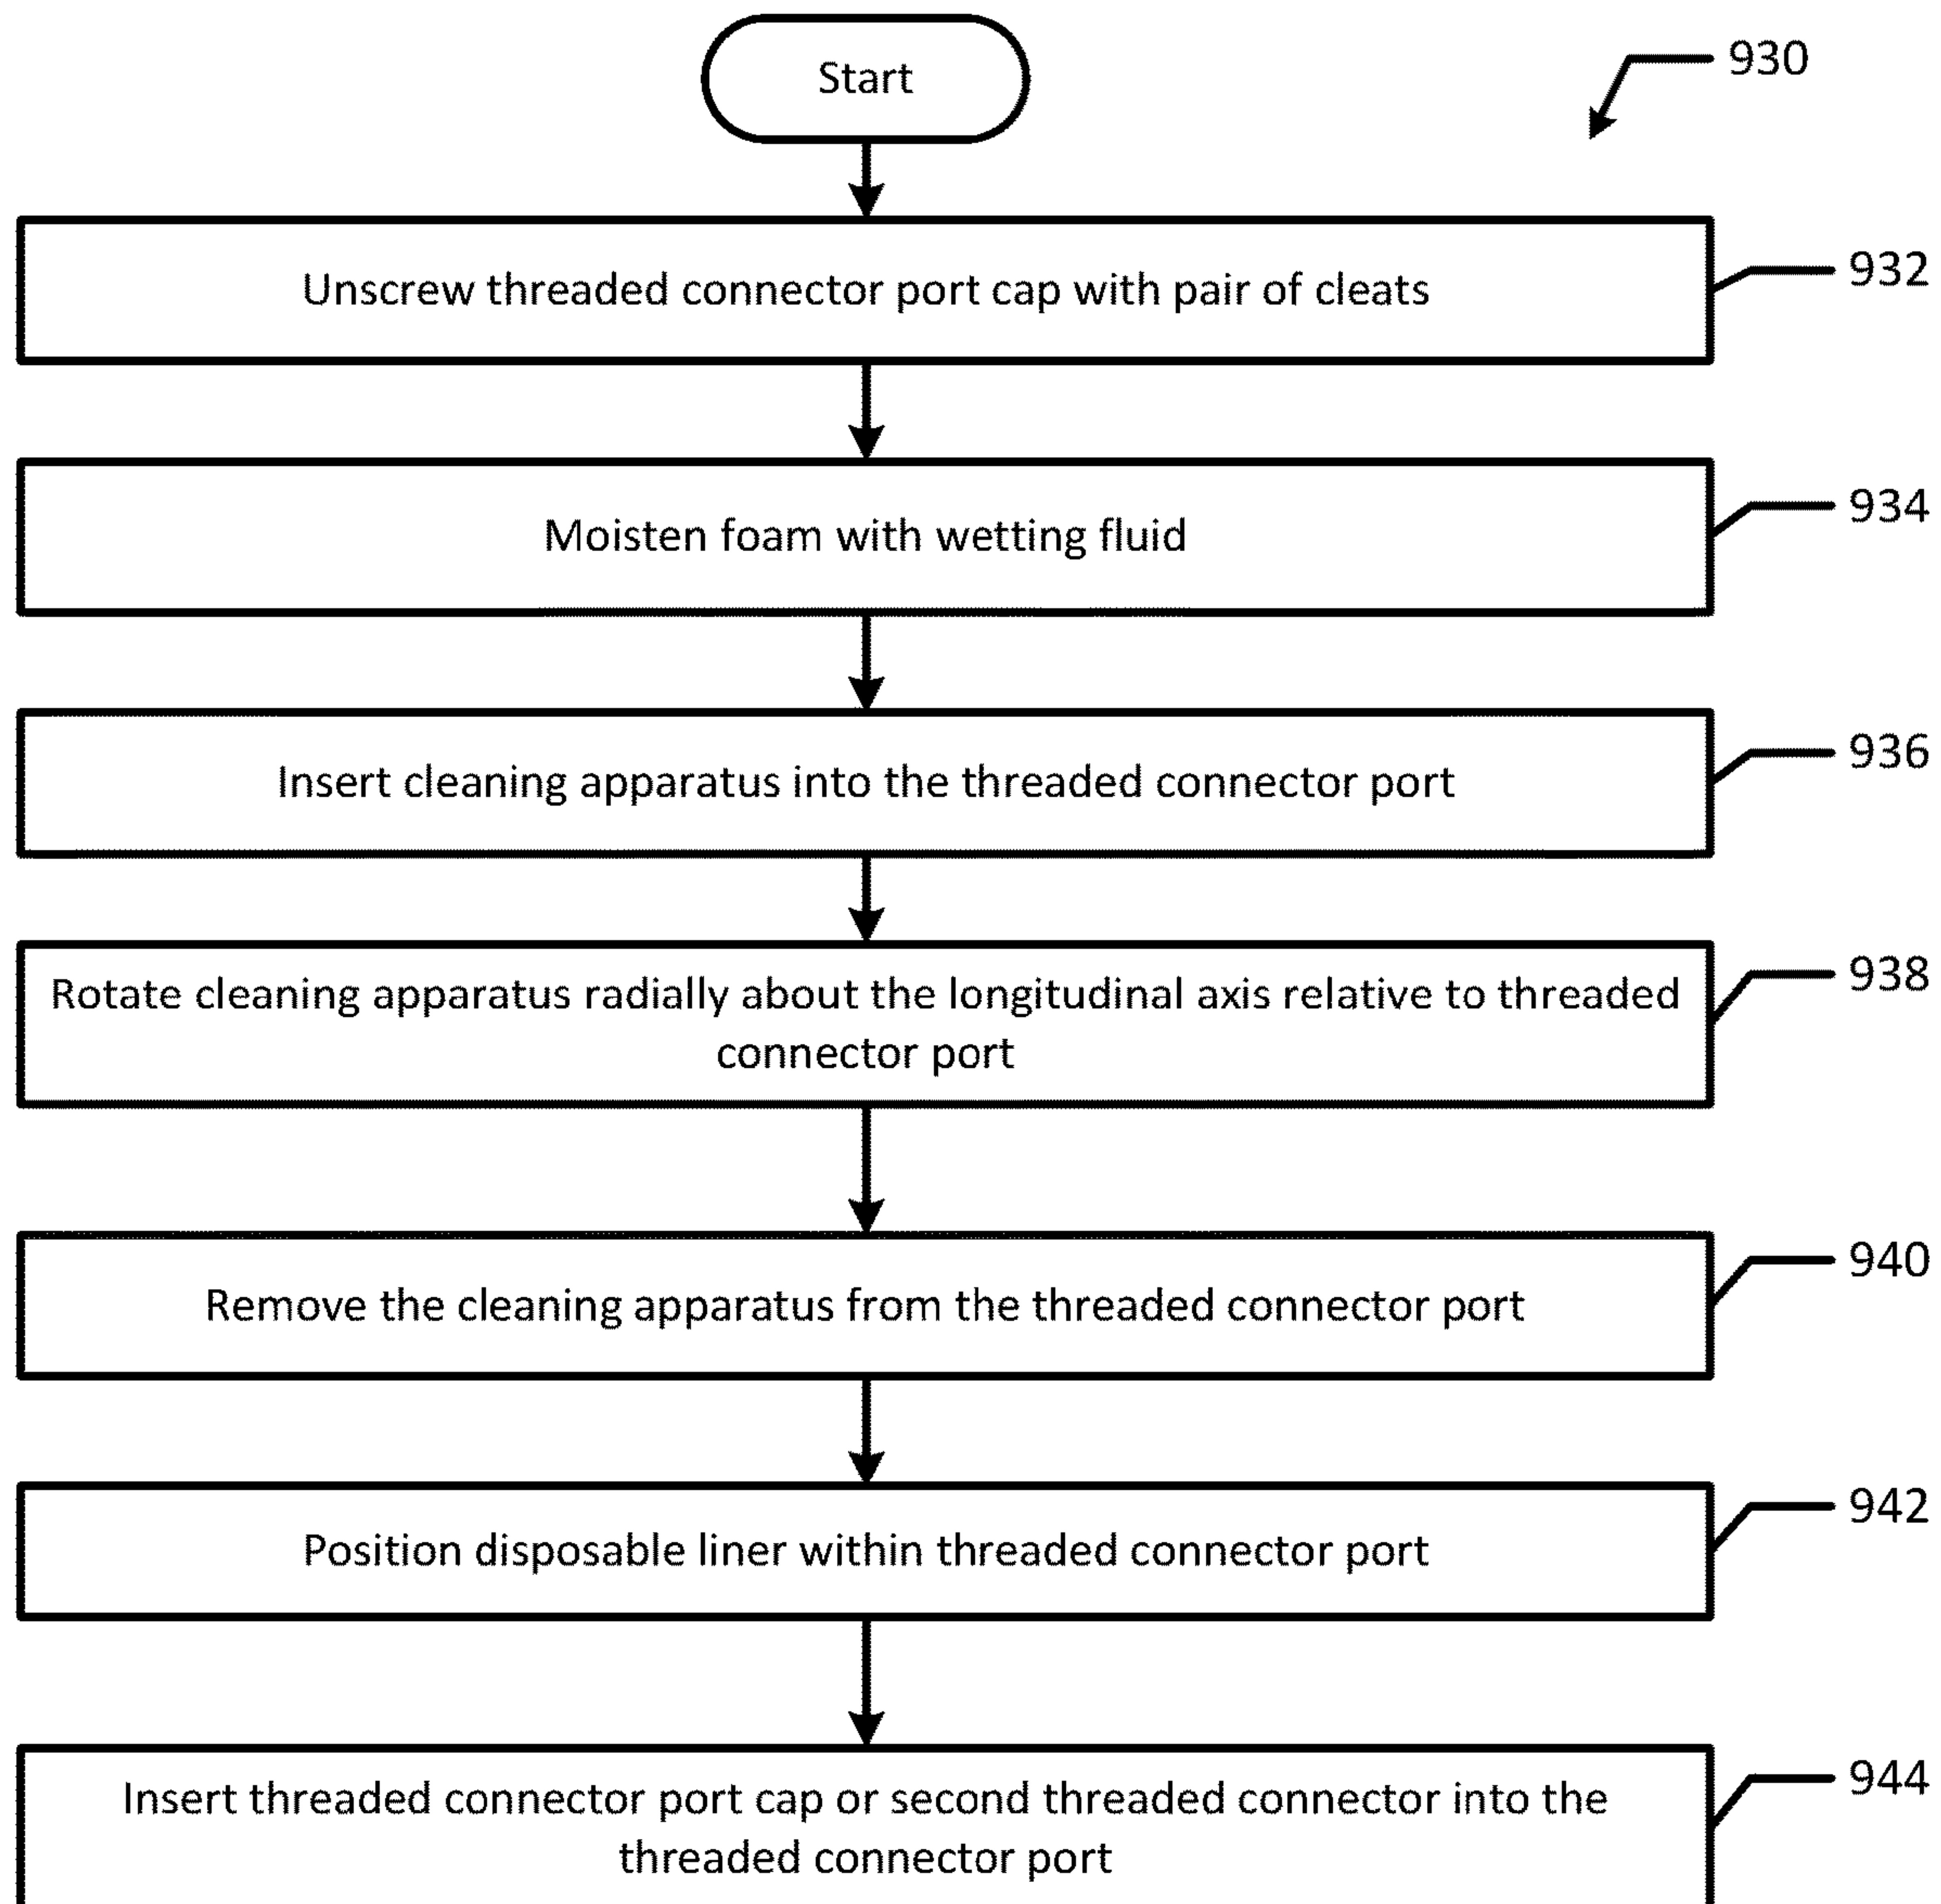 Start
930
Unscrew threaded connector port cap with pair of cleats
932
Moisten foam with wetting fluid
934
Insert cleaning apparatus into the threaded connector port
936
Rotate cleaning apparatus radially about the longitudinal axis relative to threaded
connector port
938
Remove the cleaning apparatus from the threaded connector port
940
Position disposable liner within threaded connector port
942
Insert threaded connector port cap or second threaded connector into the
threaded connector port
944